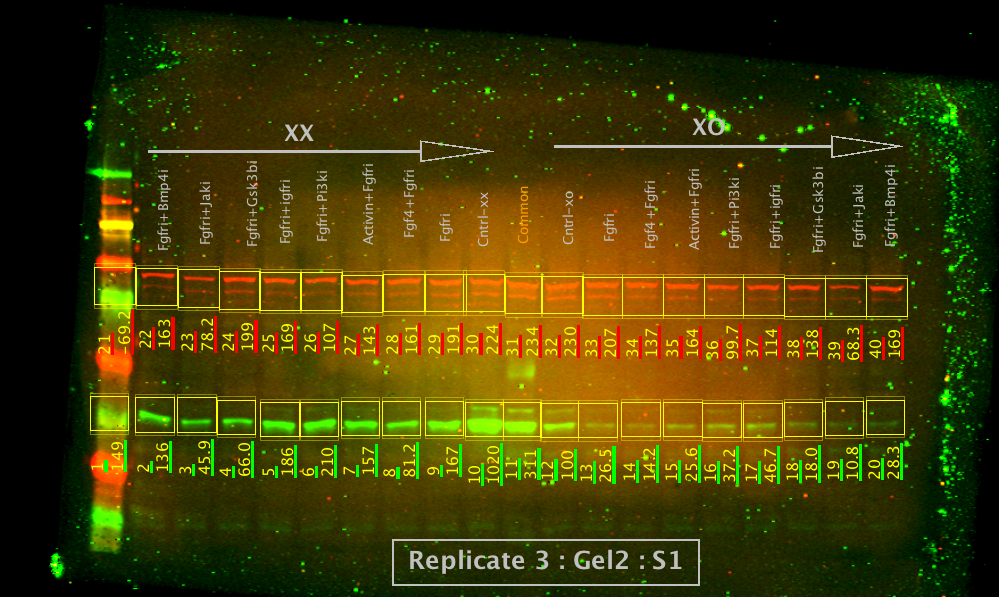 XX
XO
Fgfri+Bmp4i
Fgfri+Jaki
Fgfri+Gsk3bi
Fgfri+igfri
Fgfri+Pi3ki
Activin+Fgfri
Fgf4+Fgfri
Fgfri
Cntrl-xx
Common
Cntrl-xo
Fgfri
Fgf4+Fgfri
Activin+Fgfri
Fgfri+Pi3ki
Fgfri+igfri
Fgfri+Gsk3bi
Fgfri+Jaki
Fgfri+Bmp4i
21 69.2
22 163
23 78.2
24 199
25 169
26 107
27 143
28 161
29 191
30 224
31 234
32 230
33 207
34 137
35 164
36 99.7
37 114
38 138
39 68.3
40 169
1 149
2 136
3 45.9
4 66.0
5 186
6 210
7 157
8 81.2
9 167
10 1020
11 311
12 100
13 26.5
14 14.2
15 25.6
16 37.2
17 46.7
18 18.0
19 10.8
20 28.3
Replicate 3 : Gel2 : S1